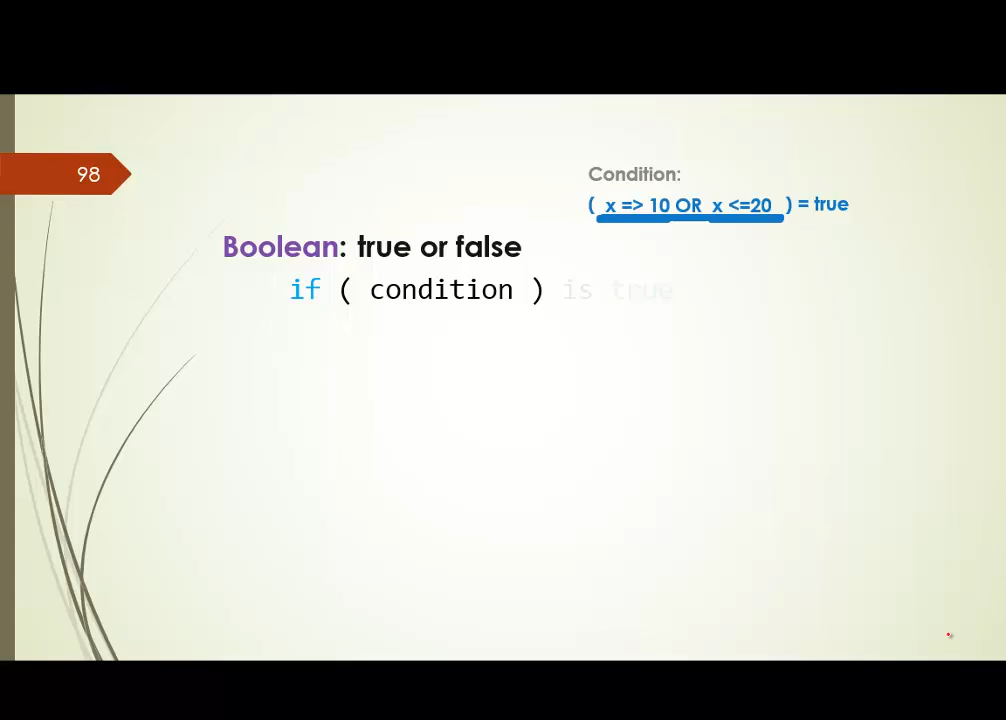 98
Condition:
( x => 10 OR x <=20 ) = true
Boolean: true or false
if ( condition ) is true